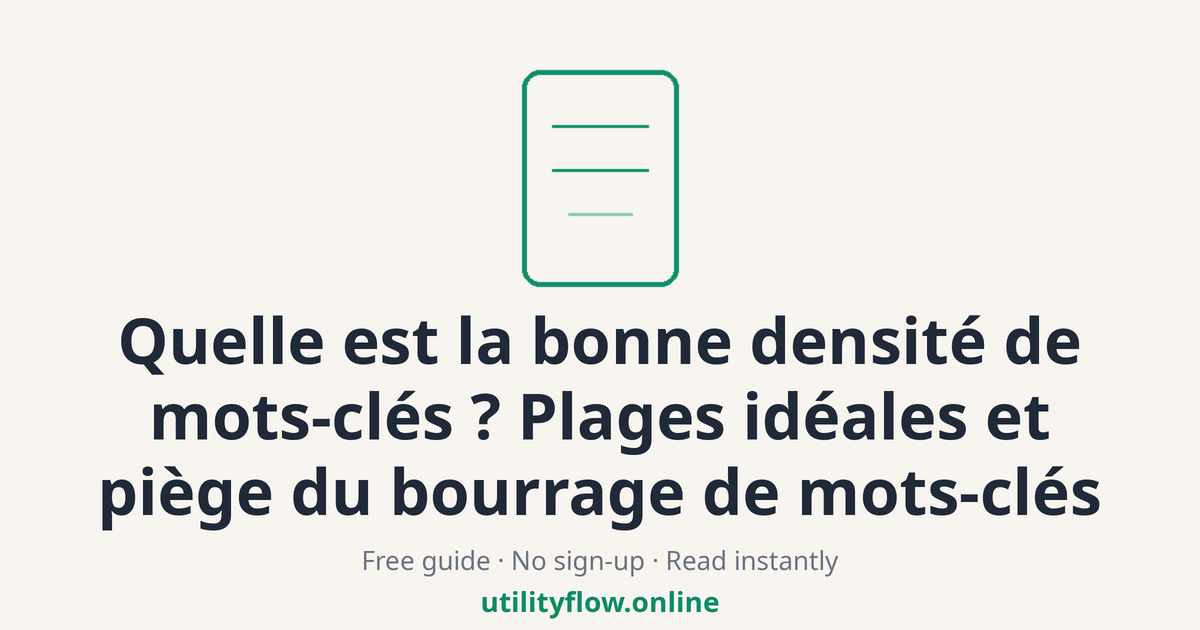 Quelle est la bonne densité de
mots-clés ? Plages idéales et
piège du bourrage de mots-clés
Free guide · No sign-up · Read instantly
utilityflow.online